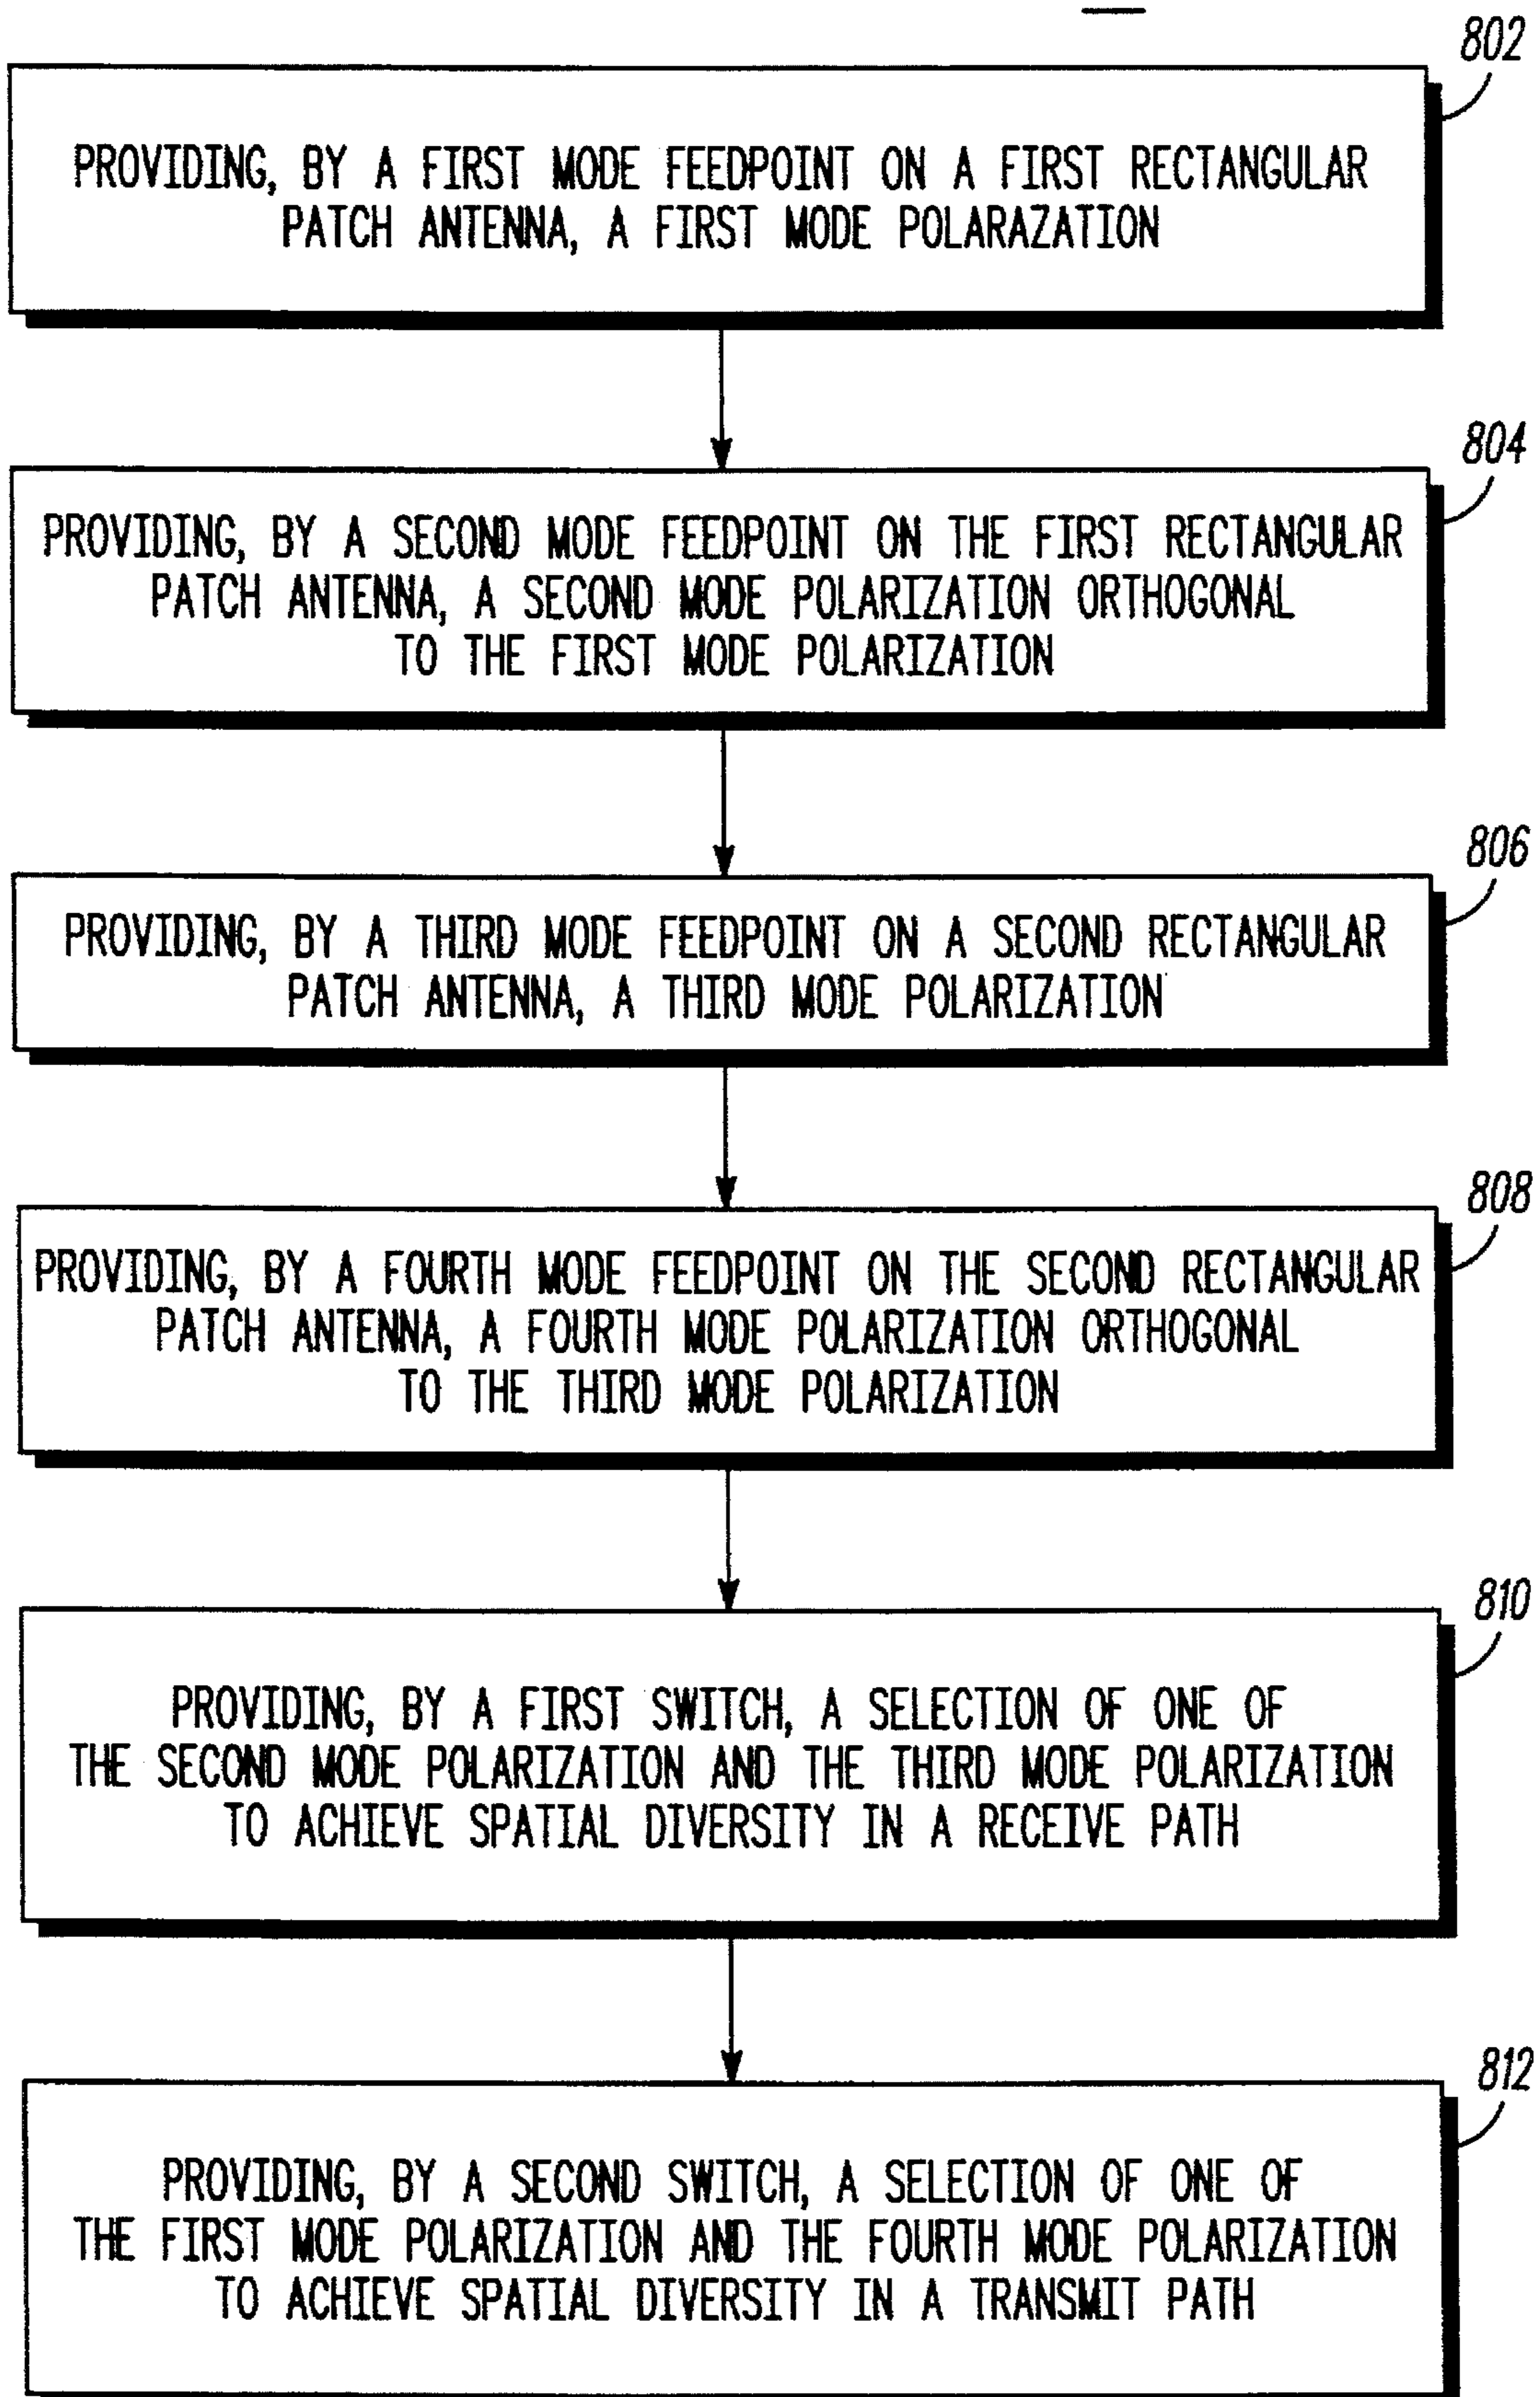 802
PROVIDING, BY A FIRST MODE FEEDPOINT ON A FIRST RECTANGULAR
PATCH ANTENNA, A FIRST MODE POLARAZATION
804
PROVIDING, BY A SECOND MODE FEEDPOINT ON THE FIRST RECTANGULAR
PATCH ANTENNA, A SECOND MODE POLARIZATION ORTHOGONAL
TO THE FIRST MODE POLARIZATION
806
PROVIDING, BY A THIRD MODE FEEDPOINT ON A SECOND RECTANGULAR
PATCH ANTENNA, A THIRD MODE POLARIZATION
808
PROVIDING, BY A FOURTH MODE FEEDPOINT ON THE SECOND RECTANGULAR
PATCH ANTENNA, A FOURTH MODE POLARIZATION ORTHOGONAL
TO THE THIRD MODE POLARIZATION
810
PROVIDING, BY A FIRST SWITCH, A SELECTION OF ONE OF
THE SECOND MODE POLARIZATION AND THE THIRD MODE POLARIZATION
TO ACHIEVE SPATIAL DIVERSITY IN A RECEIVE PATH
812
PROVIDING, BY A SECOND SWITCH, A SELECTION OF ONE OF
THE FIRST MODE POLARIZATION AND THE FOURTH MODE POLARIZATION
TO ACHIEVE SPATIAL DIVERSITY IN A TRANSMIT PATH